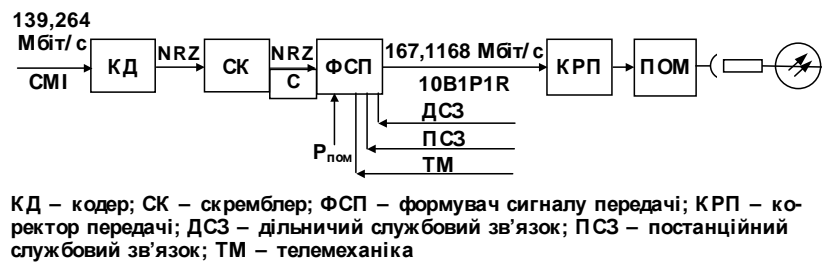 139,264
Мбіт/с
КД
NRZ
СК
NRZ
ФСП
167,1168 Мбіт/с
КРП
ПОМ
СМІ
С
10В1Р1R
ДСЗ
ПСЗ
Рпом
ТМ
КД – кодер; СК – скремблер; ФСП – формувач сигналу передачі; КРП – ко-
ректор передачі; ДСЗ – дільничий службовий зв'язок; ПСЗ – постанційний
службовий зв'язок; ТМ – телемеханіка